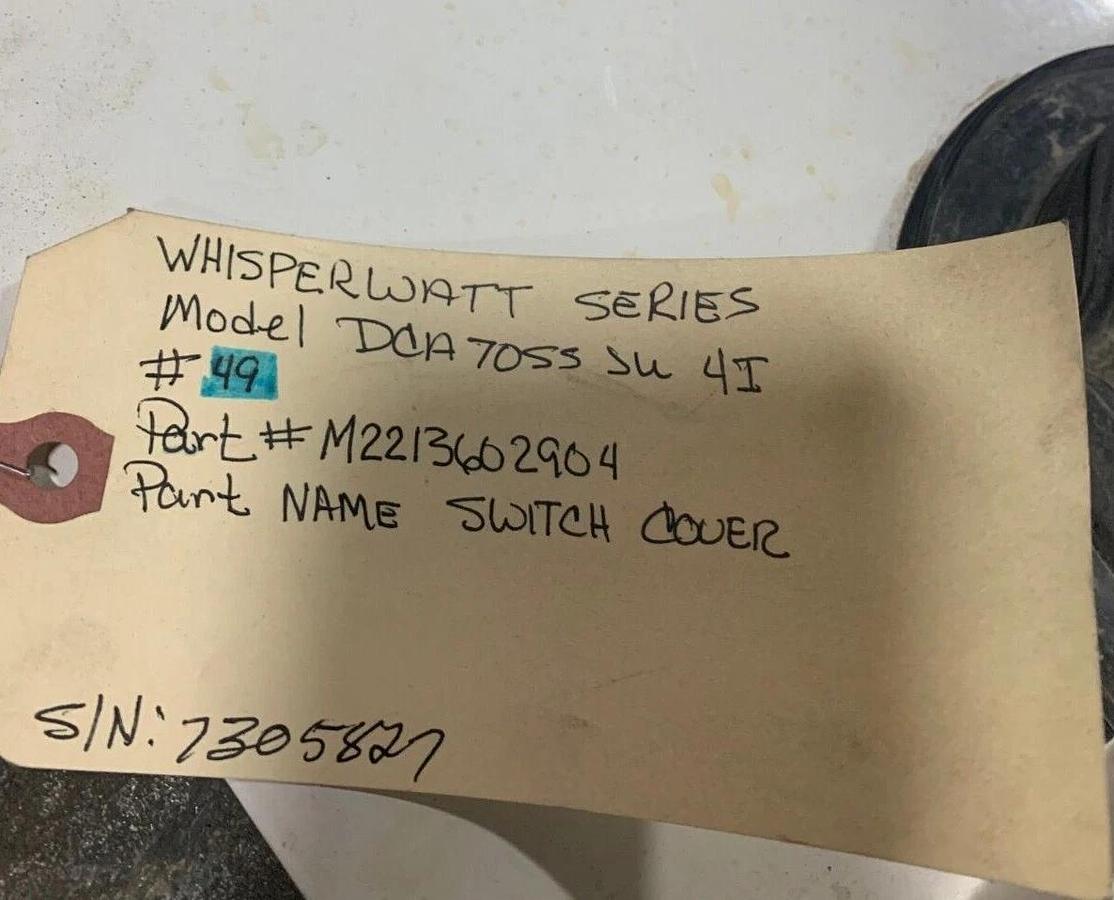 WHISPERWATT SERIES
Model DCA70SS JU 4I
# 49
Part # M2213602904
Part NAME SWITCH COVER
S/N: 7305827